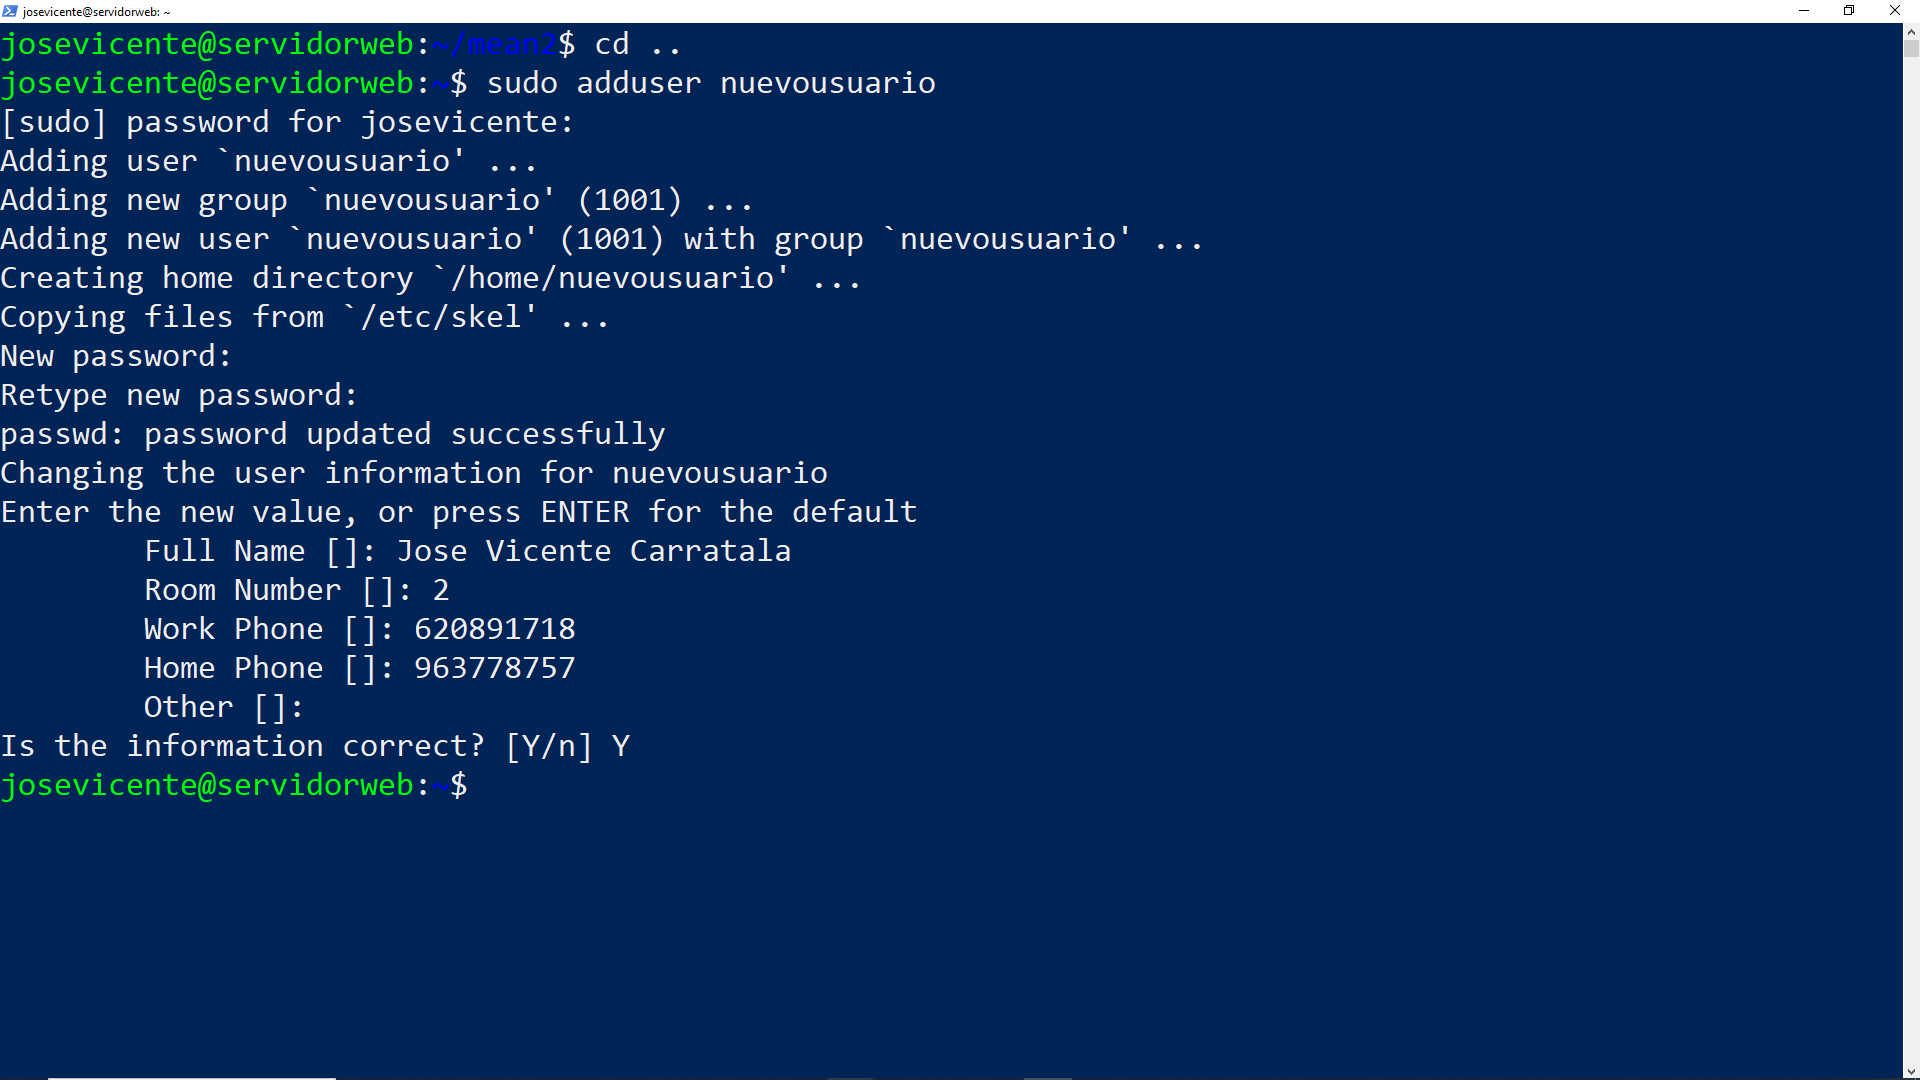 josevicente@servidorweb: ~
josevicente@servidorweb:~/mean2$ cd ..
josevicente@servidorweb:~$ sudo adduser nuevousuario
[sudo] password for josevicente:
Adding user `nuevousuario' ...
Adding new group `nuevousuario' (1001) ...
Adding new user `nuevousuario' (1001) with group `nuevousuario' ...
Creating home directory `/home/nuevousuario' ...
Copying files from `/etc/skel' ...
New password:
Retype new password:
passwd: password updated successfully
Changing the user information for nuevousuario
Enter the new value, or press ENTER for the default
Full Name []: Jose Vicente Carratala
Room Number []: 2
Work Phone []: 620891718
Home Phone []: 963778757
Other []:
Is the information correct? [Y/n] Y
josevicente@servidorweb:~$